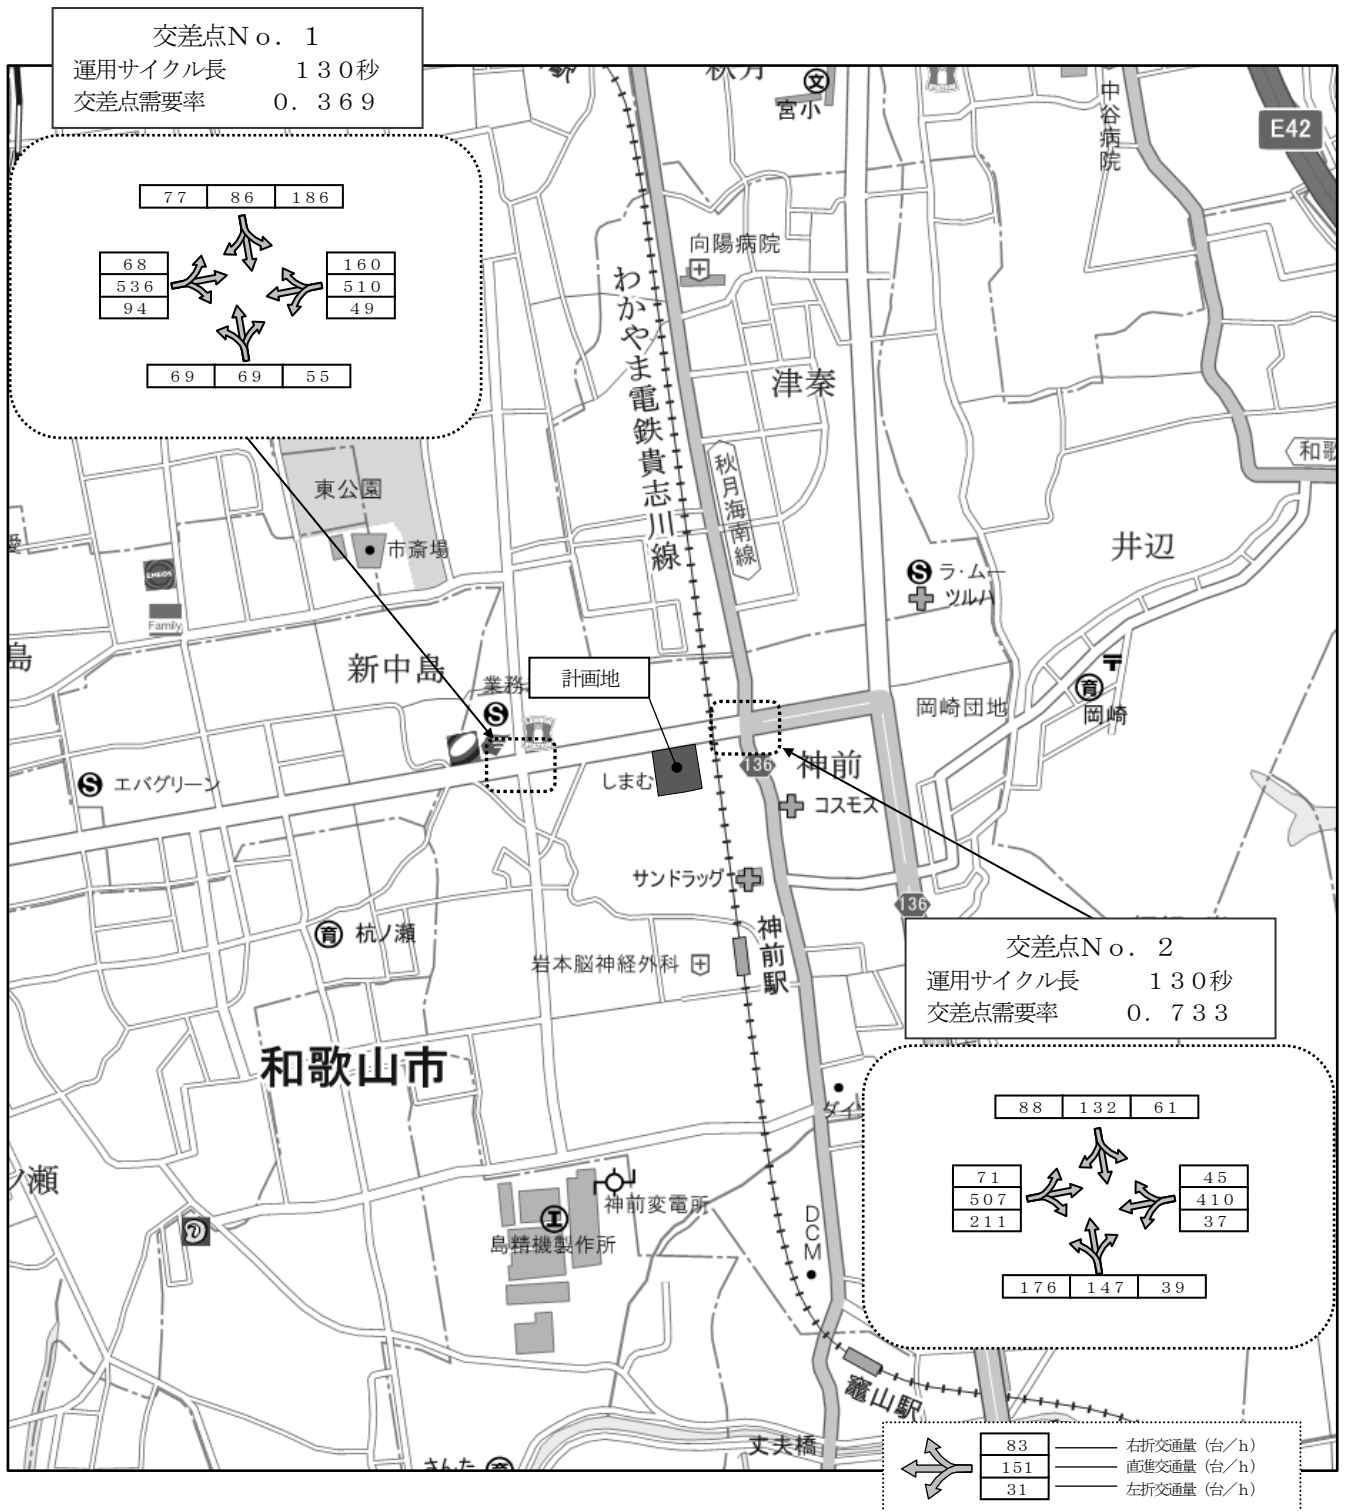 交差点No. 1
運用サイクル長 130秒
交差点需要率 0.369
77 86 186
68
536
94
160
510
49
69 69 55
秋月
宮小
中谷病院
E42
向陽病院
わかやま電鉄貴志川線
津秦
和歌
東公園
市斎場
秋月海南線
井辺
ラ・ムー
ツルハ
ENEOS
Family
島
新中島
業務
計画地
岡崎団地
岡崎
エバグリーン
しまむ
136
神前
コスモス
サンドラッグ
136
杭ノ瀬
神前駅
岩本脳神経外科
交差点No. 2
運用サイクル長 130秒
交差点需要率 0.733
和歌山市
ダイ
88 132 61
71
507
211
45
410
37
176 147 39
ノ瀬
神前変電所
島精機製作所
DCM
竈山駅
丈夫橋
さんた
83 右折交通量(台/h)
151 直進交通量(台/h)
31 左折交通量(台/h)